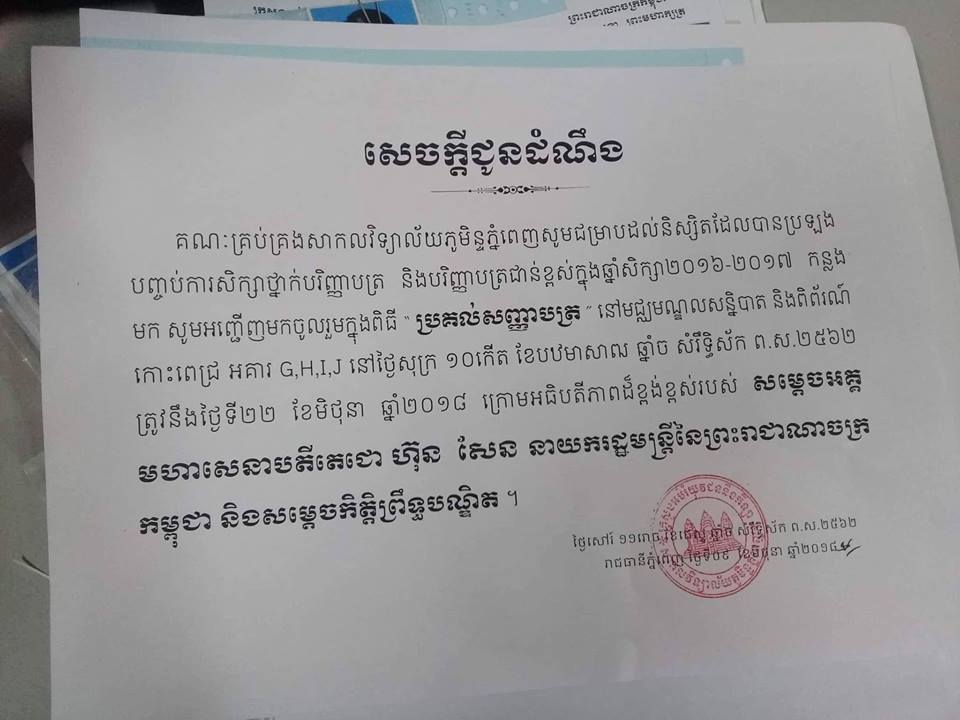 ព្រះរាជាណាចក្រកម្ពុជា
ព្រះមហាក្សត្រ
សេចក្តីជូនដំណឹង
គណៈគ្រប់គ្រងសាកលវិទ្យាល័យភូមិន្ទភ្នំពេញសូមជម្រាបដល់និស្សិតដែលបានប្រឡង
បញ្ចប់ការសិក្សាថ្នាក់បរិញ្ញាបត្រ និងបរិញ្ញាបត្រជាន់ខ្ពស់ក្នុងឆ្នាំសិក្សា២០១៦-២០១៧ កន្លង
មក សូមអញ្ជើញមកចូលរួមក្នុងពិធី “ប្រគល់សញ្ញាបត្រ” នៅមជ្ឈមណ្ឌលសន្និបាត និងពិព័រណ៍
កោះពេជ្រ អគារ G,H,I,J នៅថ្ងៃសុក្រ ១០កើត ខែបឋមាសាឍ ឆ្នាំច សំរឹទ្ធិស័ក ព.ស.២៥៦២
ត្រូវនឹងថ្ងៃទី២២ ខែមិថុនា ឆ្នាំ២០១៨ ក្រោមអធិបតីភាពដ៏ខ្ពង់ខ្ពស់របស់ សម្តេចអគ្គ
មហាសេនាបតីតេជោ ហ៊ុន សែន នាយករដ្ឋមន្ត្រីនៃព្រះរាជាណាចក្រ
កម្ពុជា និងសម្តេចកិត្តិព្រឹទ្ធបណ្ឌិត ។
ថ្ងៃសៅរ៍ ១១រោច ខែជេស្ឋ ឆ្នាំច សំរឹទ្ធិស័ក ព.ស.២៥៦២
រាជធានីភ្នំពេញ ថ្ងៃទី០៩ ខែមិថុនា ឆ្នាំ២០១៨